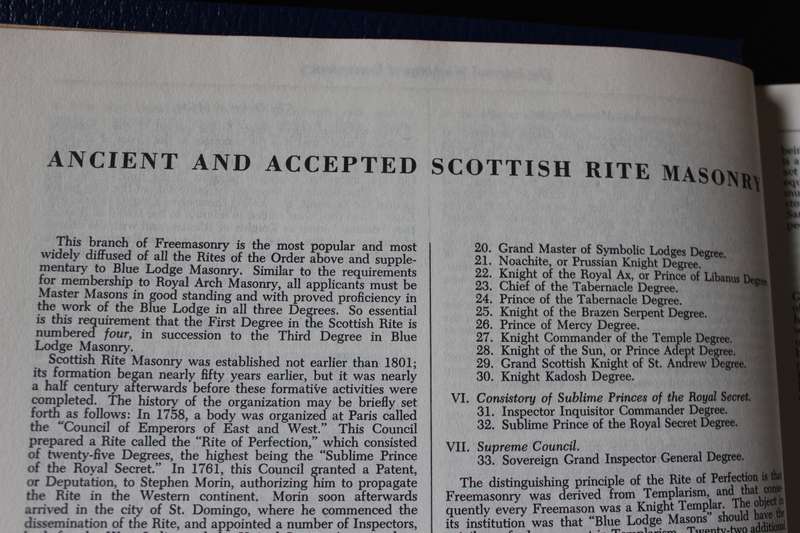 ANCIENT AND ACCEPTED SCOTTISH RITE MASONRY
This branch of Freemasonry is the most popular and most
widely diffused of all the Rites of the Order above and supple-
mentary to Blue Lodge Masonry. Similar to the requirements
for membership to Royal Arch Masonry, all applicants must be
Master Masons in good standing and with proved proficiency in
the work of the Blue Lodge in all three Degrees. So essential
is this requirement that the First Degree in the Scottish Rite is
numbered four, in succession to the Third Degree in Blue
Lodge Masonry.
Scottish Rite Masonry was established not earlier than 1801;
its formation began nearly fifty years earlier, but it was nearly
a half century afterwards before these formative activities were
completed. The history of the organization may be briefly set
forth as follows: In 1758, a body was organized at Paris called
the "Council of Emperors of East and West." This Council
prepared a Rite called the "Rite of Perfection," which consisted
of twenty-five Degrees, the highest being the "Sublime Prince
of the Royal Secret." In 1761, this Council granted a Patent,
or Deputation, to Stephen Morin, authorizing him to propagate
the Rite in the Western continent. Morin soon afterwards
arrived in the city of St. Domingo, where he commenced the
dissemination of the Rite, and appointed a number of Inspectors,
20. Grand Master of Symbolic Lodges Degree.
21. Noachite, or Prussian Knight Degree.
22. Knight of the Royal Ax, or Prince of Libanus Degree
23. Chief of the Tabernacle Degree.
24. Prince of the Tabernacle Degree.
25. Knight of the Brazen Serpent Degree.
26. Prince of Mercy Degree.
27. Knight Commander of the Temple Degree.
28. Knight of the Sun, or Prince Adept Degree.
29. Grand Scottish Knight of St. Andrew Degree.
30. Knight Kadosh Degree.
VI. Consistory of Sublime Princes of the Royal Secret.
31. Inspector Inquisitor Commander Degree.
32. Sublime Prince of the Royal Secret Degree.
VII. Supreme Council.
33. Sovereign Grand Inspector General Degree.
The distinguishing principle of the Rite of Perfection is that
Freemasonry was derived from Templarism, and that conse-
quently every Freemason was a Knight Templar. The object in
its institution was that "Blue Lodge Masons" should have the
Templarism. Twenty-two additional